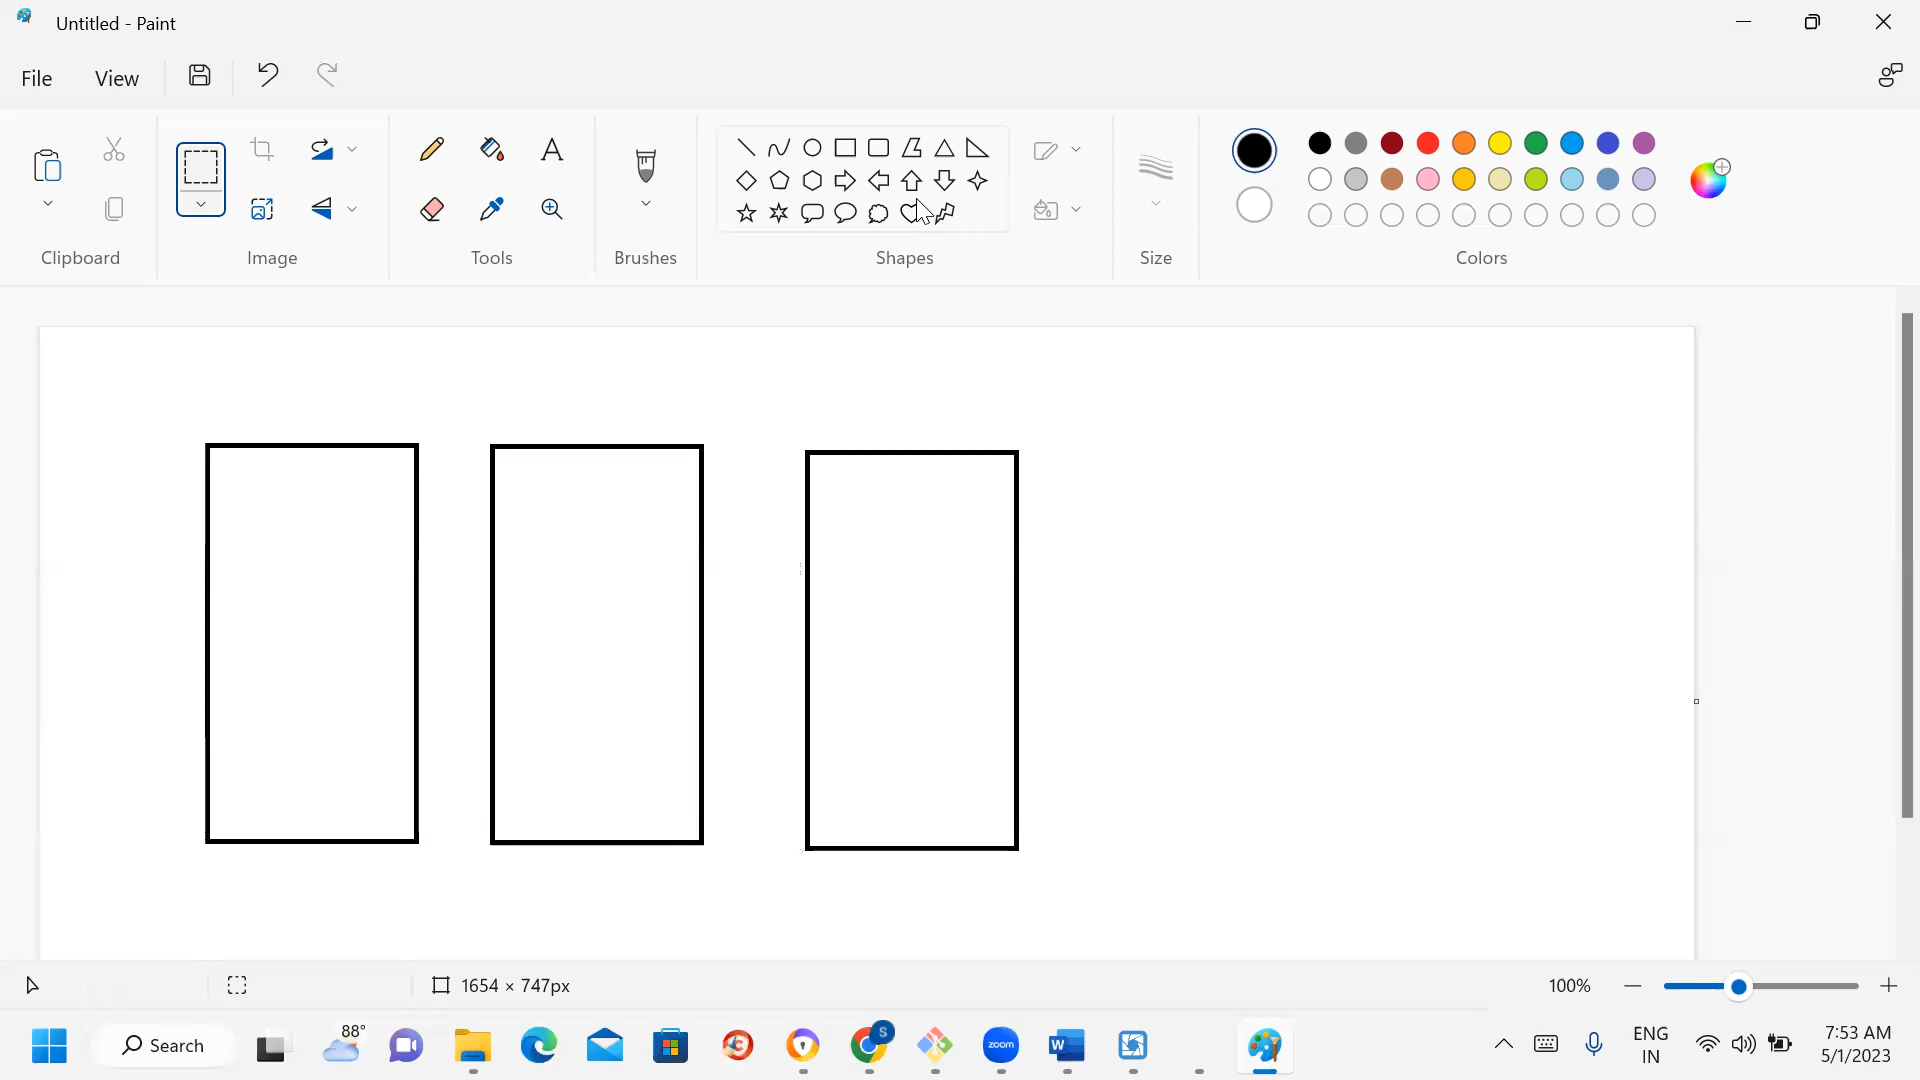 Untitled - Paint
File View
Clipboard Image Tools Brushes Shapes Size Colors
1654 × 747px 100%
88°
S
Search zoom W ENG 7:53 AM
IN 5/1/2023